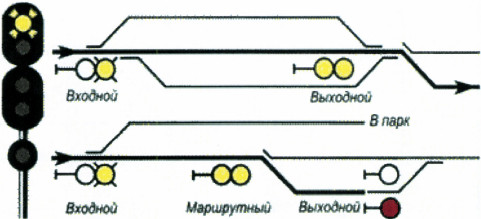 Входной
Выходной
В парк
Входной
Маршрутный
Выходной